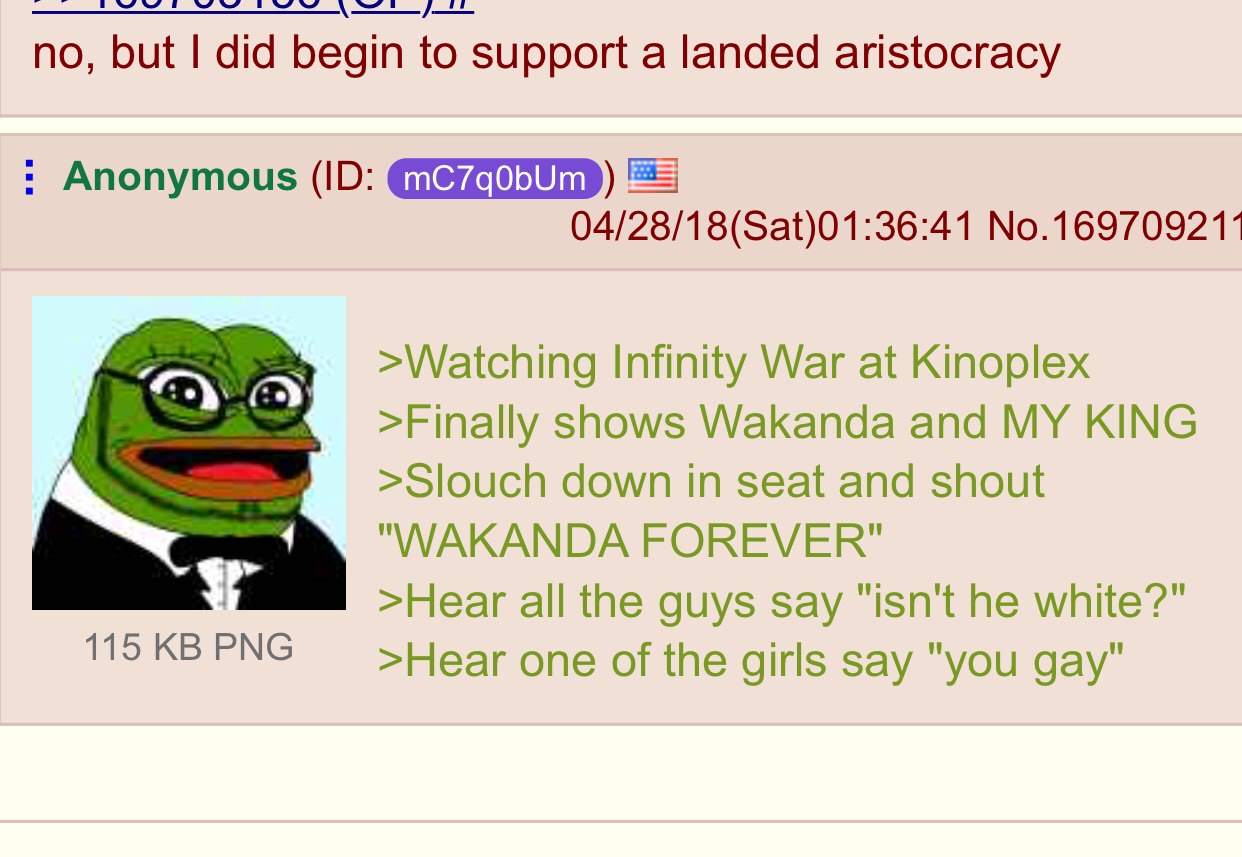 no, but I did begin to support a landed aristocracy
Anonymous (ID: mC7q0bUm)
04/28/18(Sat)01:36:41 No.169709211
>Watching Infinity War at Kinoplex
>Finally shows Wakanda and MY KING
>Slouch down in seat and shout
"WAKANDA FOREVER"
>Hear all the guys say "isn't he white?"
>Hear one of the girls say "you gay"
115 KB PNG